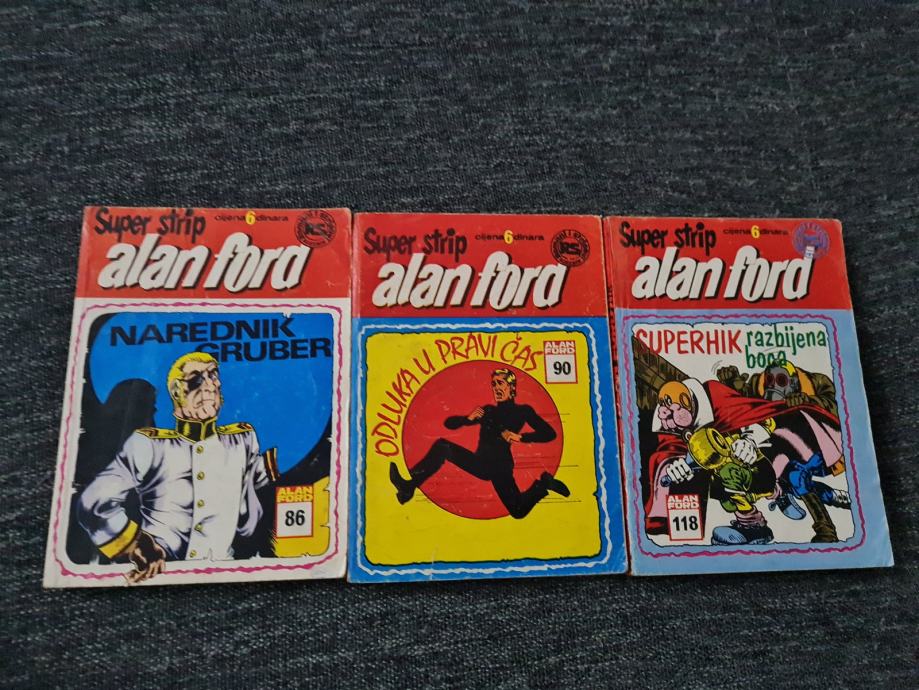 Super strip
cijena 6 dinara
RS
alan ford
NAREDNIK
GRUBER
ALAN
FORD
86
Super strip
cijena 6 dinara
RS
alan ford
ODLUKA U PRAVI ČAS
ALAN
FORD
90
Super strip
cijena 6 dinara
alan ford
SUPERHIK razbijena
boca
ALAN
FORD
118